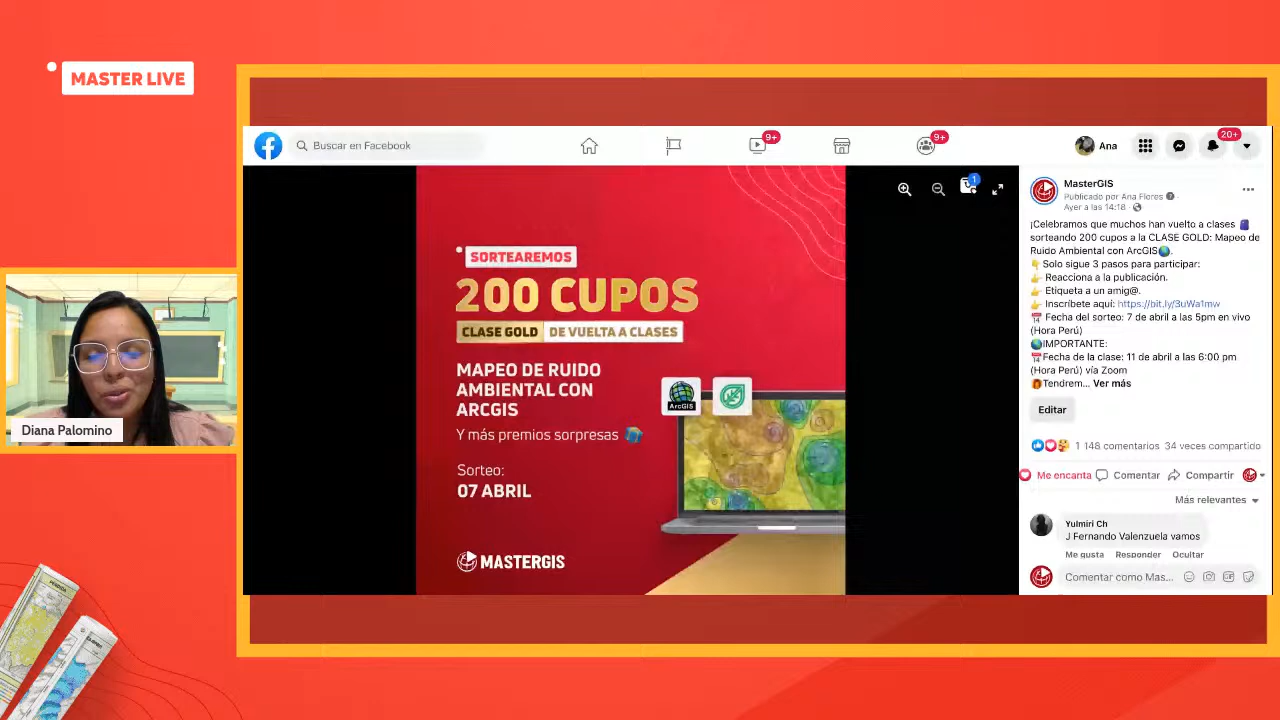 MASTER LIVE
Buscar en Facebook
9+
9+
Ana
20+
1
SORTEAREMOS
200 CUPOS
CLASE GOLD DE VUELTA A CLASES
MAPEO DE RUIDO
AMBIENTAL CON
ARCGIS
Y más premios sorpresas
Sorteo:
07 ABRIL
ArcGIS
MASTERGIS
MasterGIS
Publicado por Ana Flores
Ayer a las 14:18 ·
¡Celebramos que muchos han vuelto a clases
sorteando 200 cupos a la CLASE GOLD: Mapeo de
Ruido Ambiental con ArcGIS.
Solo sigue 3 pasos para participar:
Reacciona a la publicación.
Etiqueta a un amig@.
Inscríbete aquí: https://bit.ly/3uWa1mw
Fecha del sorteo: 7 de abril a las 5pm en vivo
(Hora Perú)
IMPORTANTE:
Fecha de la clase: 11 de abril a las 6:00 pm
(Hora Perú) vía Zoom
Tendrem... Ver más
Editar
1 148 comentarios 34 veces compartido
Me encanta Comentar Compartir
Más relevantes
Yulmiri Ch
J Fernando Valenzuela vamos
Me gusta Responder Ocultar
Comentar como Mas...
Diana Palomino